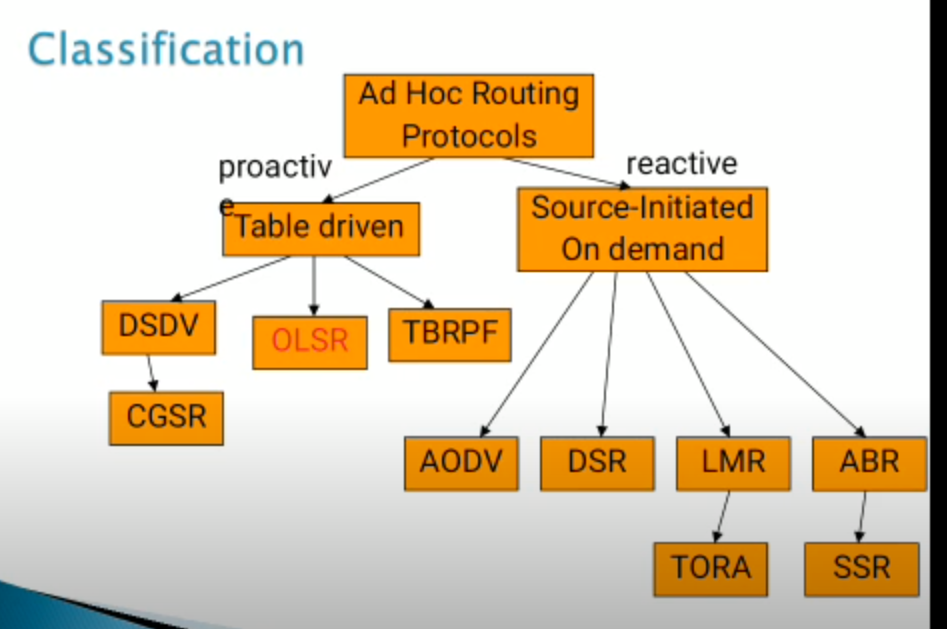 Classification
Ad Hoc Routing
Protocols
proactiv
e
reactive
Table driven
Source-Initiated
On demand
DSDV
OLSR
TBRPF
CGSR
AODV
DSR
LMR
ABR
TORA
SSR